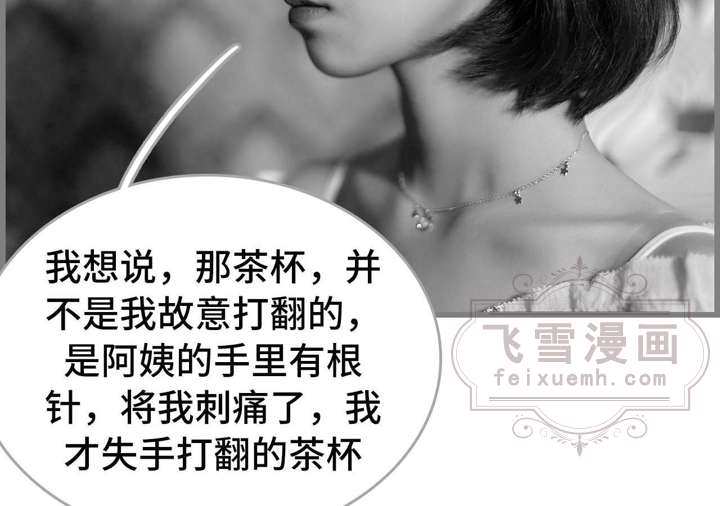 我想说，那茶杯，并
不是我故意打翻的，
是阿姨的手里有根
针，将我刺痛了，我
才失手打翻的茶杯
飞雪漫画
feixuemh.com